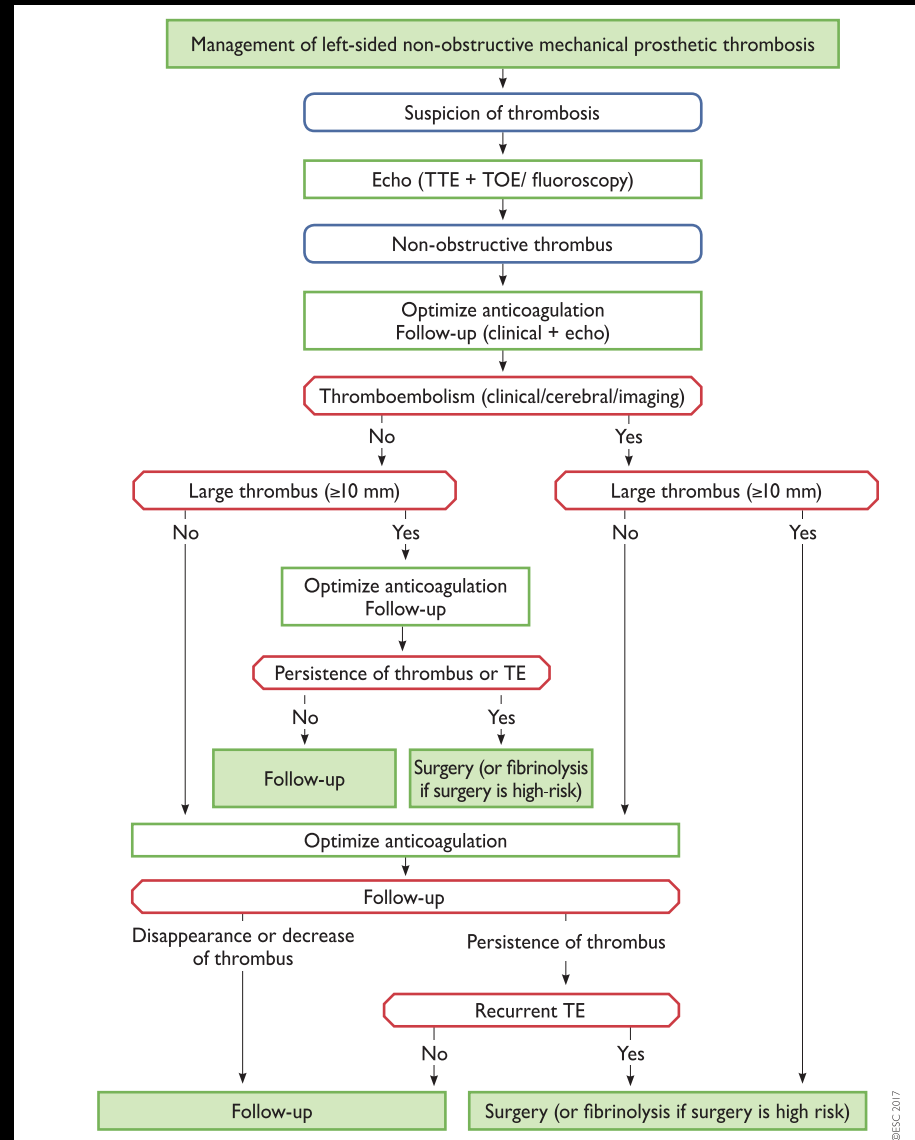 Management of left-sided non-obstructive mechanical prosthetic thrombosis
Suspicion of thrombosis
Echo (TTE + TOE/ fluoroscopy)
Non-obstructive thrombus
Optimize anticoagulation
Follow-up (clinical + echo)
Thromboembolism (clinical/cerebral/imaging)
No
Yes
Large thrombus (≥10 mm)
Large thrombus (≥10 mm)
No
Yes
No
Yes
Optimize anticoagulation
Follow-up
Persistence of thrombus or TE
No
Yes
Follow-up
Surgery (or fibrinolysis
if surgery is high-risk)
Optimize anticoagulation
Follow-up
Disappearance or decrease
of thrombus
Persistence of thrombus
Recurrent TE
No
Yes
Follow-up
Surgery (or fibrinolysis if surgery is high risk)
©ESC 2017